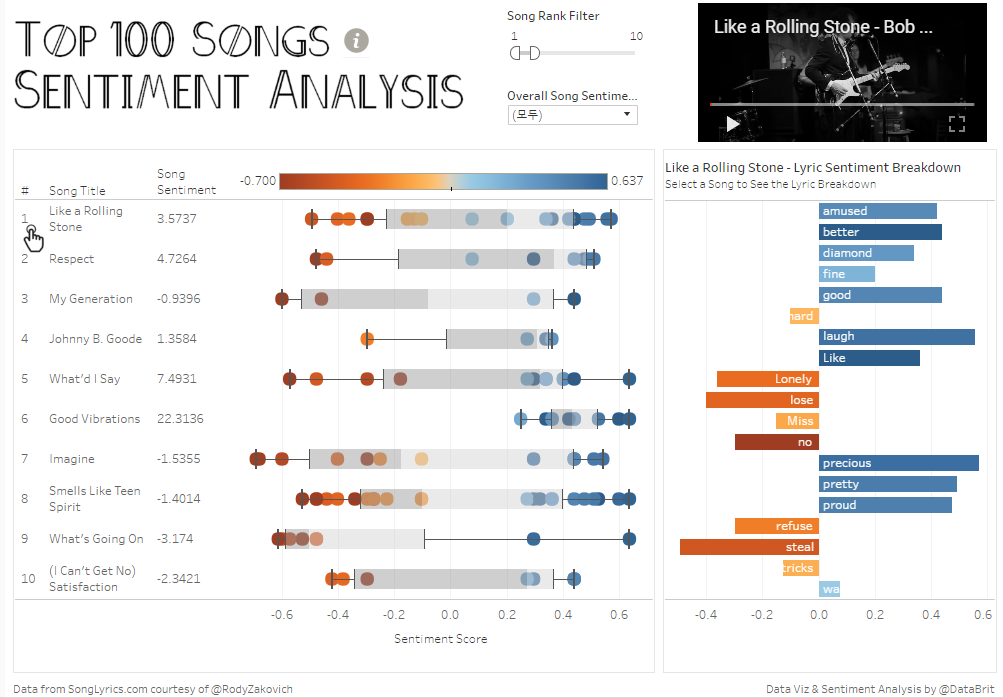 TOP 100 SONGS
SENTIMENT ANALYSIS
i
Song Rank Filter
1 10
Overall Song Sentime...
(모두)
Like a Rolling Stone - Bob ...
# Song Title
Song
Sentiment
-0.700 0.637
1 Like a Rolling
Stone 3.5737
2 Respect 4.7264
3 My Generation -0.9396
4 Johnny B. Goode 1.3584
5 What'd I Say 7.4931
6 Good Vibrations 22.3136
7 Imagine -1.5355
8 Smells Like Teen
Spirit -1.4014
9 What's Going On -3.174
10 (I Can't Get No)
Satisfaction -2.3421
-0.6 -0.4 -0.2 0.0 0.2 0.4 0.6
Sentiment Score
Like a Rolling Stone - Lyric Sentiment Breakdown
Select a Song to See the Lyric Breakdown
amused
better
diamond
fine
good
hard
laugh
Like
Lonely
lose
Miss
no
precious
pretty
proud
refuse
steal
tricks
wa
-0.4 -0.2 0.0 0.2 0.4 0.6
Data from SongLyrics.com courtesy of @RodyZakovich
Data Viz & Sentiment Analysis by @DataBrit